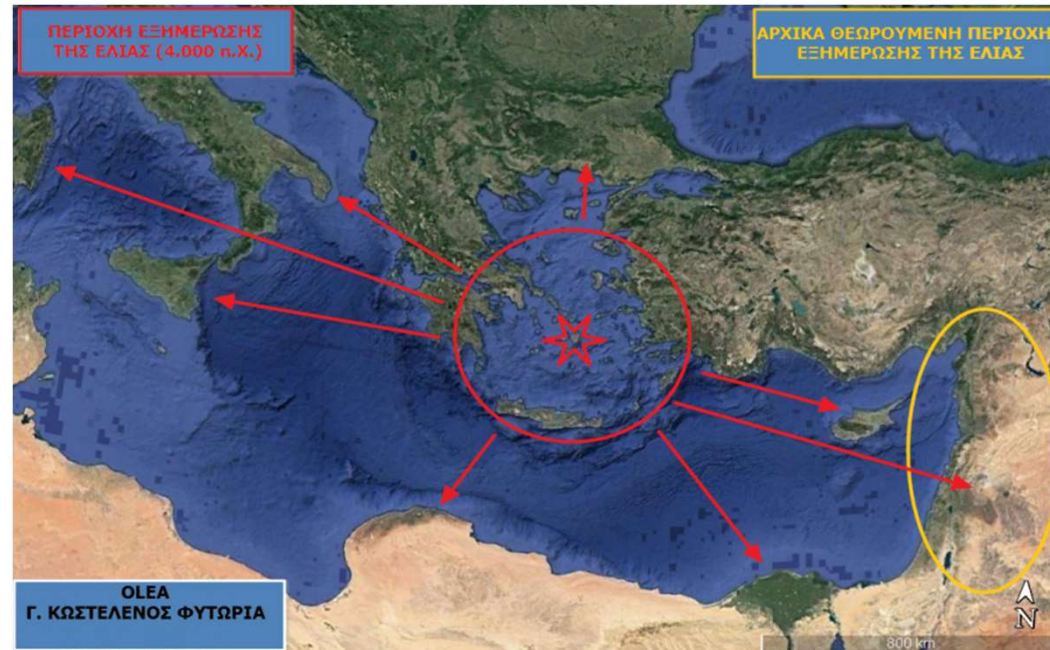 ΠΕΡΙΟΧΗ ΕΞΗΜΕΡΩΣΗΣ
ΤΗΣ ΕΛΙΑΣ (4.000 π.Χ.)
ΑΡΧΙΚΑ ΘΕΩΡΟΥΜΕΝΗ ΠΕΡΙΟΧΗ
ΕΞΗΜΕΡΩΣΗΣ ΤΗΣ ΕΛΙΑΣ
OLEA
Γ. ΚΩΣΤΕΛΕΝΟΣ ΦΥΤΩΡΙΑ
N
800 km